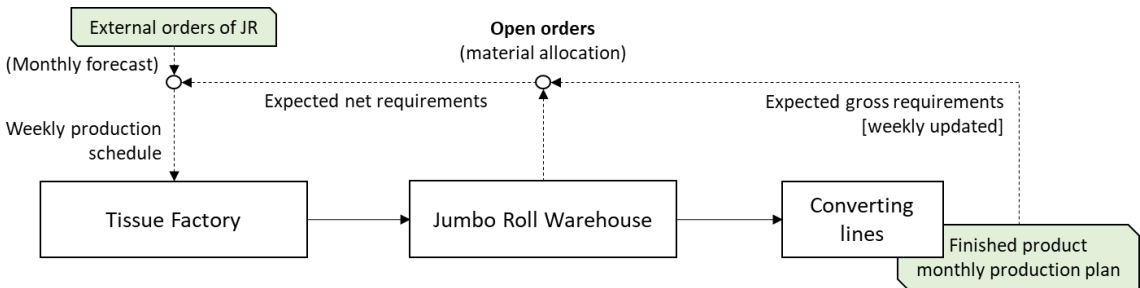 External orders of JR
Open orders
(material allocation)
(Monthly forecast)
Expected net requirements
Expected gross requirements
[weekly updated]
Weekly production
schedule
Tissue Factory
Jumbo Roll Warehouse
Converting
lines
Finished product
monthly production plan